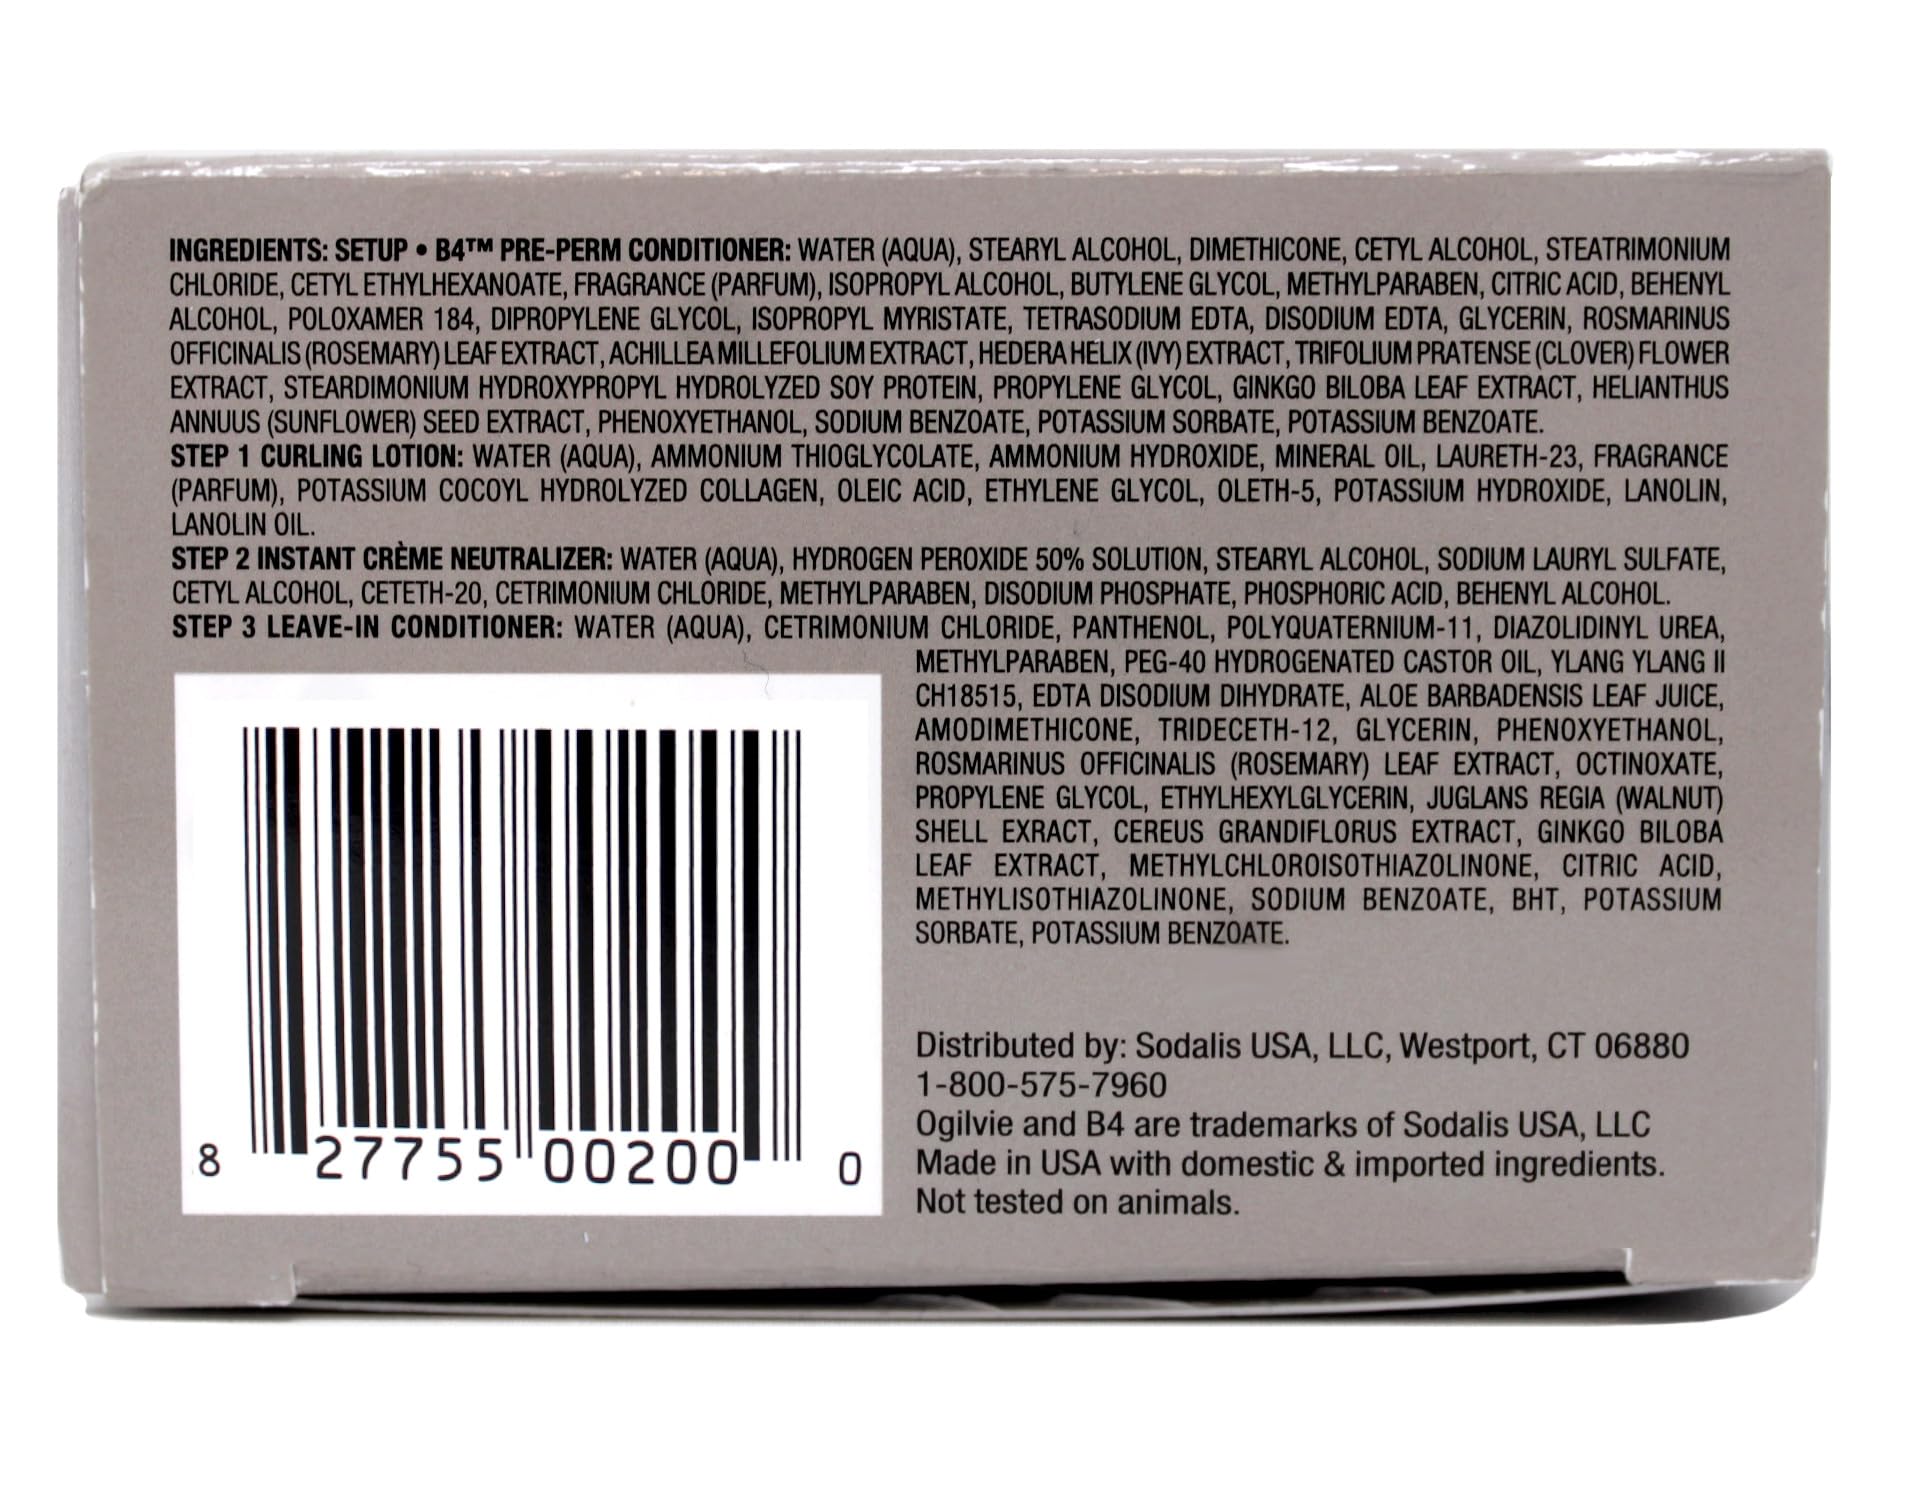 INGREDIENTS: SETUP • B4™ PRE-PERM CONDITIONER: WATER (AQUA), STEARYL ALCOHOL, DIMETHICONE, CETYL ALCOHOL, STEATRIMONIUM
CHLORIDE, CETYL ETHYLHEXANOATE, FRAGRANCE (PARFUM), ISOPROPYL ALCOHOL, BUTYLENE GLYCOL, METHYLPARABEN, CITRIC ACID, BEHENYL
ALCOHOL, POLOXAMER 184, DIPROPYLENE GLYCOL, ISOPROPYL MYRISTATE, TETRASODIUM EDTA, DISODIUM EDTA, GLYCERIN, ROSMARINUS
OFFICINALIS (ROSEMARY) LEAF EXTRACT, ACHILLEA MILLEFOLIUM EXTRACT, HEDERA HELIX (IVY) EXTRACT, TRIFOLIUM PRATENSE (CLOVER) FLOWER
EXTRACT, STEARDIMONIUM HYDROXYPROPYL HYDROLYZED SOY PROTEIN, PROPYLENE GLYCOL, GINKGO BILOBA LEAF EXTRACT, HELIANTHUS
ANNUUS (SUNFLOWER) SEED EXTRACT, PHENOXYETHANOL, SODIUM BENZOATE, POTASSIUM SORBATE, POTASSIUM BENZOATE.
STEP 1 CURLING LOTION: WATER (AQUA), AMMONIUM THIOGLYCOLATE, AMMONIUM HYDROXIDE, MINERAL OIL, LAURETH-23, FRAGRANCE
(PARFUM), POTASSIUM COCOYL HYDROLYZED COLLAGEN, OLEIC ACID, ETHYLENE GLYCOL, OLETH-5, POTASSIUM HYDROXIDE, LANOLIN,
LANOLIN OIL.
STEP 2 INSTANT CRÈME NEUTRALIZER: WATER (AQUA), HYDROGEN PEROXIDE 50% SOLUTION, STEARYL ALCOHOL, SODIUM LAURYL SULFATE,
CETYL ALCOHOL, CETETH-20, CETRIMONIUM CHLORIDE, METHYLPARABEN, DISODIUM PHOSPHATE, PHOSPHORIC ACID, BEHENYL ALCOHOL.
STEP 3 LEAVE-IN CONDITIONER: WATER (AQUA), CETRIMONIUM CHLORIDE, PANTHENOL, POLYQUATERNIUM-11, DIAZOLIDINYL UREA,
METHYLPARABEN, PEG-40 HYDROGENATED CASTOR OIL, YLANG YLANG II
CH18515, EDTA DISODIUM DIHYDRATE, ALOE BARBADENSIS LEAF JUICE,
AMODIMETHICONE, TRIDECETH-12, GLYCERIN, PHENOXYETHANOL,
ROSMARINUS OFFICINALIS (ROSEMARY) LEAF EXTRACT, OCTINOXATE,
PROPYLENE GLYCOL, ETHYLHEXYLGLYCERIN, JUGLANS REGIA (WALNUT)
SHELL EXRACT, CEREUS GRANDIFLORUS EXTRACT, GINKGO BILOBA
LEAF EXTRACT, METHYLCHLOROISOTHIAZOLINONE, CITRIC ACID,
METHYLISOTHIAZOLINONE, SODIUM BENZOATE, BHT, POTASSIUM
SORBATE, POTASSIUM BENZOATE.
Distributed by: Sodalis USA, LLC, Westport, CT 06880
1-800-575-7960
Ogilvie and B4 are trademarks of Sodalis USA, LLC
Made in USA with domestic & imported ingredients.
Not tested on animals.
8 27755 00200 0